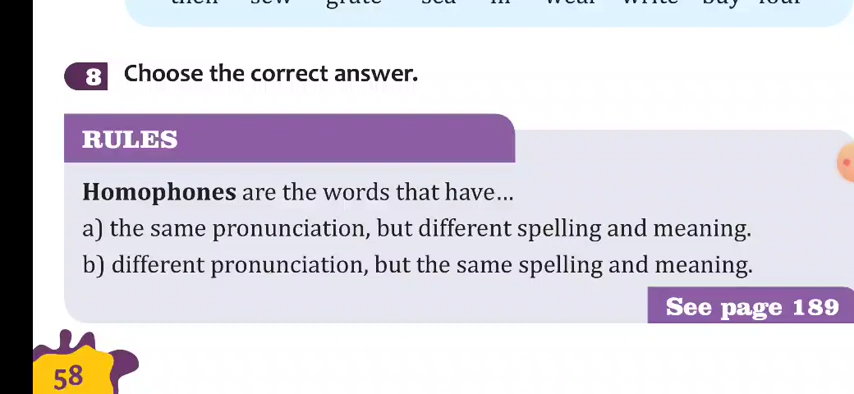 8 Choose the correct answer.
RULES
Homophones are the words that have...
a) the same pronunciation, but different spelling and meaning.
b) different pronunciation, but the same spelling and meaning.
See page 189
58